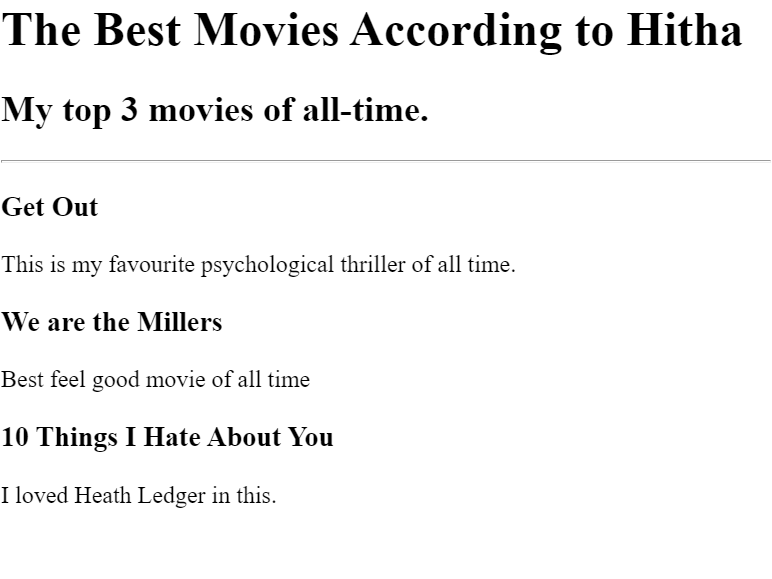 The Best Movies According to Hitha
My top 3 movies of all-time.
Get Out
This is my favourite psychological thriller of all time.
We are the Millers
Best feel good movie of all time
10 Things I Hate About You
I loved Heath Ledger in this.